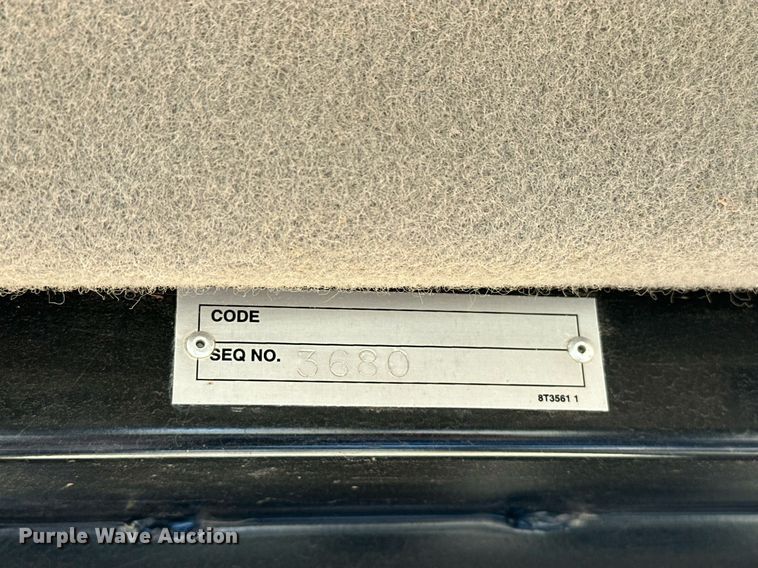 CODE
SEQ NO. 3680
8T3561 1
Purple Wave Auction